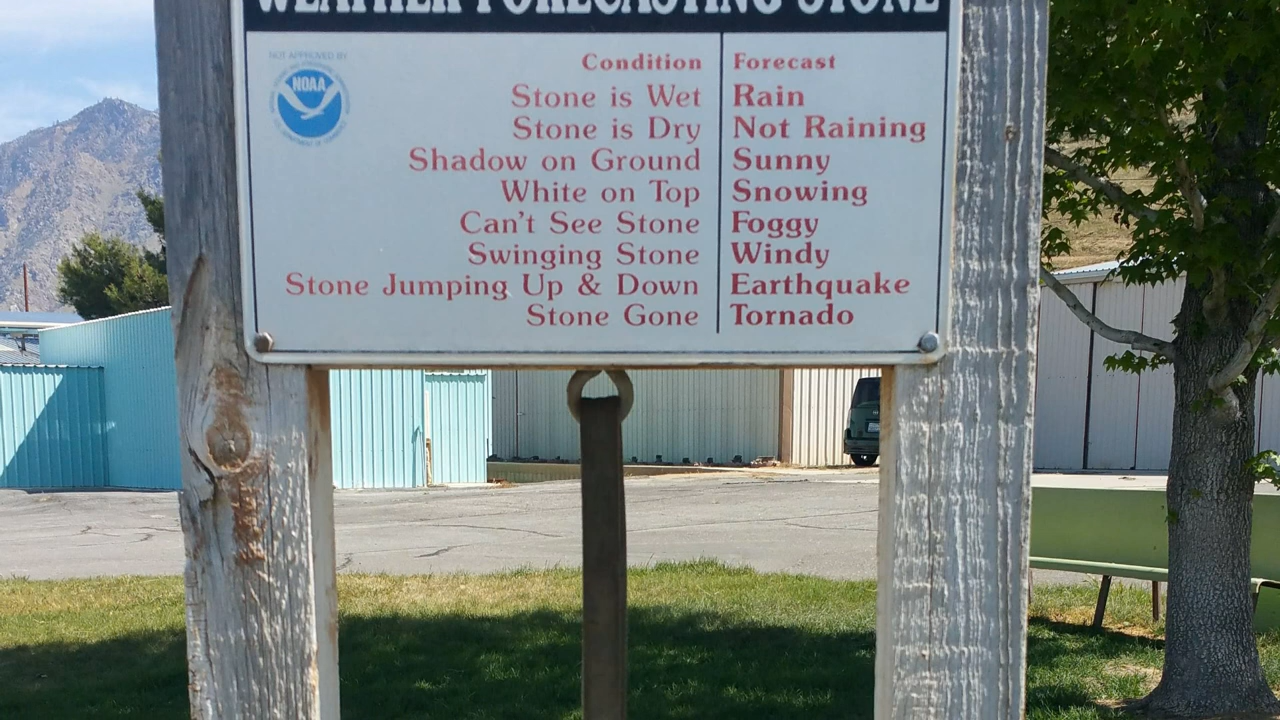 WEATHER FORECASTING STONE
NOT APPROVED BY
NOAA
Condition Forecast
Stone is Wet Rain
Stone is Dry Not Raining
Shadow on Ground Sunny
White on Top Snowing
Can't See Stone Foggy
Swinging Stone Windy
Stone Jumping Up & Down Earthquake
Stone Gone Tornado